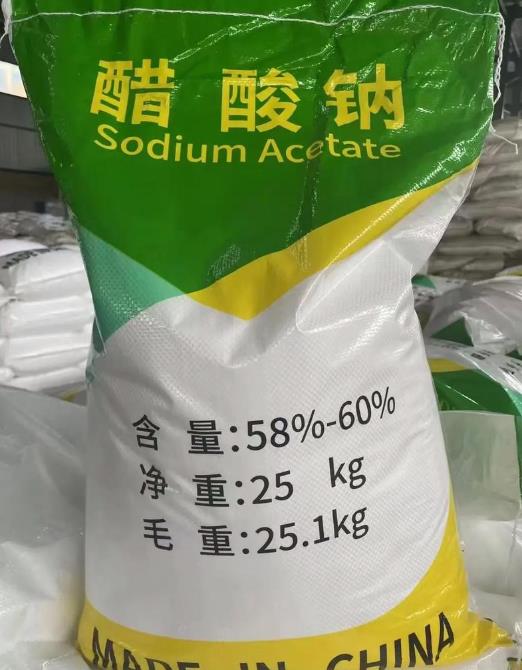 醋酸钠
Sodium Acetate
含量:58%-60%
净重:25 kg
毛重:25.1kg
MADE IN CHINA